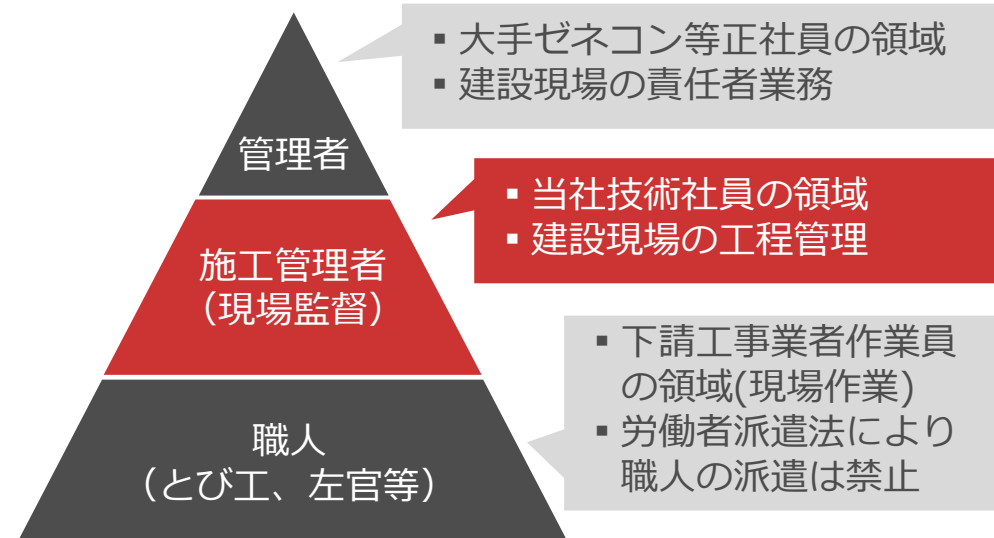 ▪ 大手ゼネコン等正社員の領域
▪ 建設現場の責任者業務
管理者
▪ 当社技術社員の領域
▪ 建設現場の工程管理
施工管理者
（現場監督）
▪ 下請工事業者作業員
の領域(現場作業)
▪ 労働者派遣法により
職人の派遣は禁止
職人
（とび工、左官等）